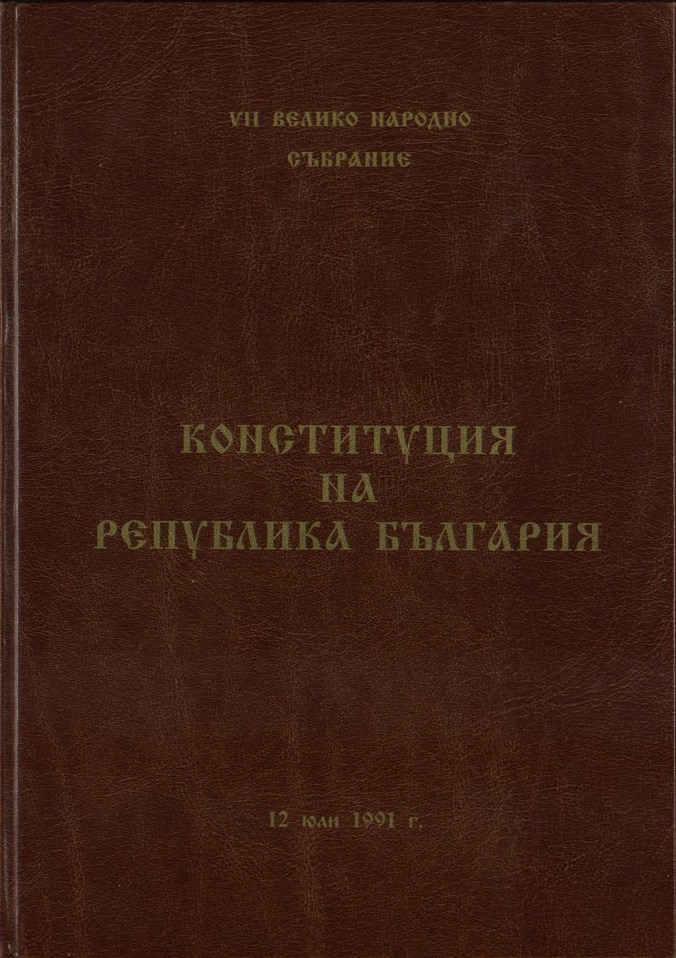 VII ВЕЛИКО НАРОДНО
СЪБРАНИЕ
КОНСТИТУЦИЯ
НА
РЕПУБЛИКА БЪЛГАРИЯ
12 юли 1991 г.